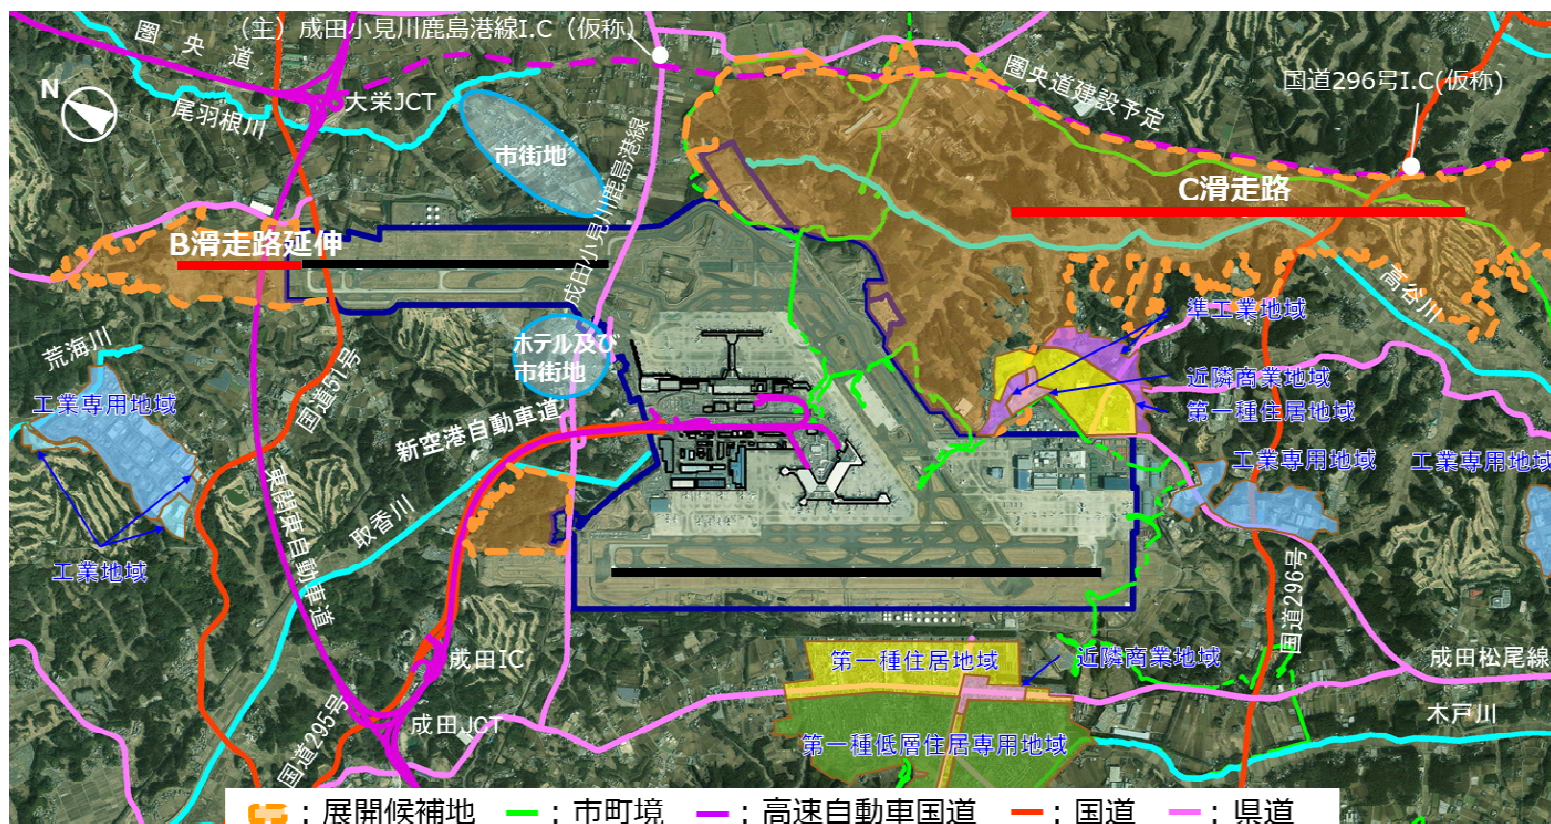 (主)成田小見川鹿島港線I.C(仮称)
圏央道
N
大栄JCT
尾羽根川
圏央道建設予定
国道296号I.C(仮称)
市街地
成田小見川鹿島港線
C滑走路
B滑走路延伸
高谷川
荒海川
ホテル及び
市街地
準工業地域
近隣商業地域
第一種住居地域
工業専用地域
国道51号
新空港自動車道
工業専用地域
工業専用地域
東関東自動車道
取香川
工業地域
国道296号
成田IC
第一種住居地域
近隣商業地域
成田松尾線
成田JCT
国道295号
木戸川
第一種低層住居専用地域
:展開候補地 :市町境 :高速自動車国道 :国道 :県道